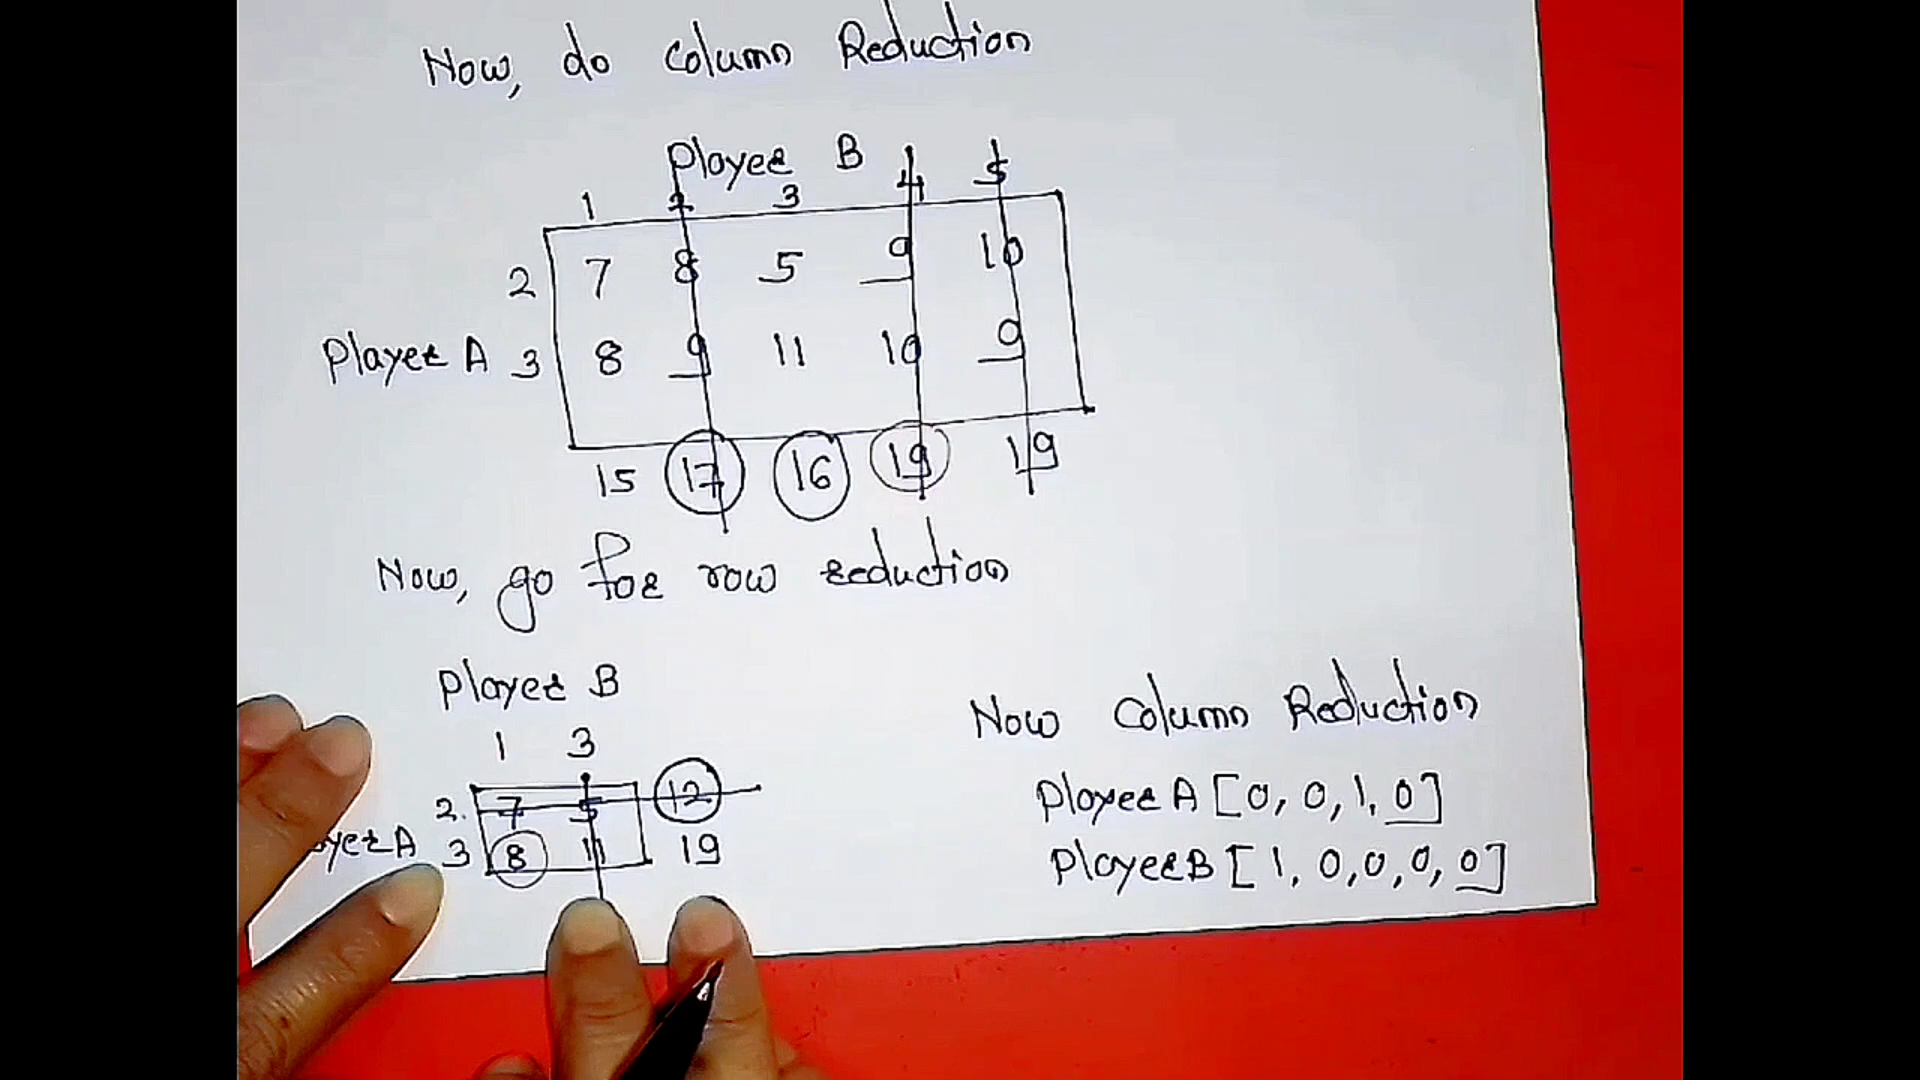 Now, do column Reduction
Player B
1 2 3 4 5
2 7 8 5 9 10
Player A 3 8 9 11 10 9
15 17 16 19 19
Now, go for row reduction
Player B
1 3
2. 7 5 12
yer A 3 8 11 19
Now Column Reduction
Player A [0, 0, 1, 0]
Player B [1, 0, 0, 0, 0]